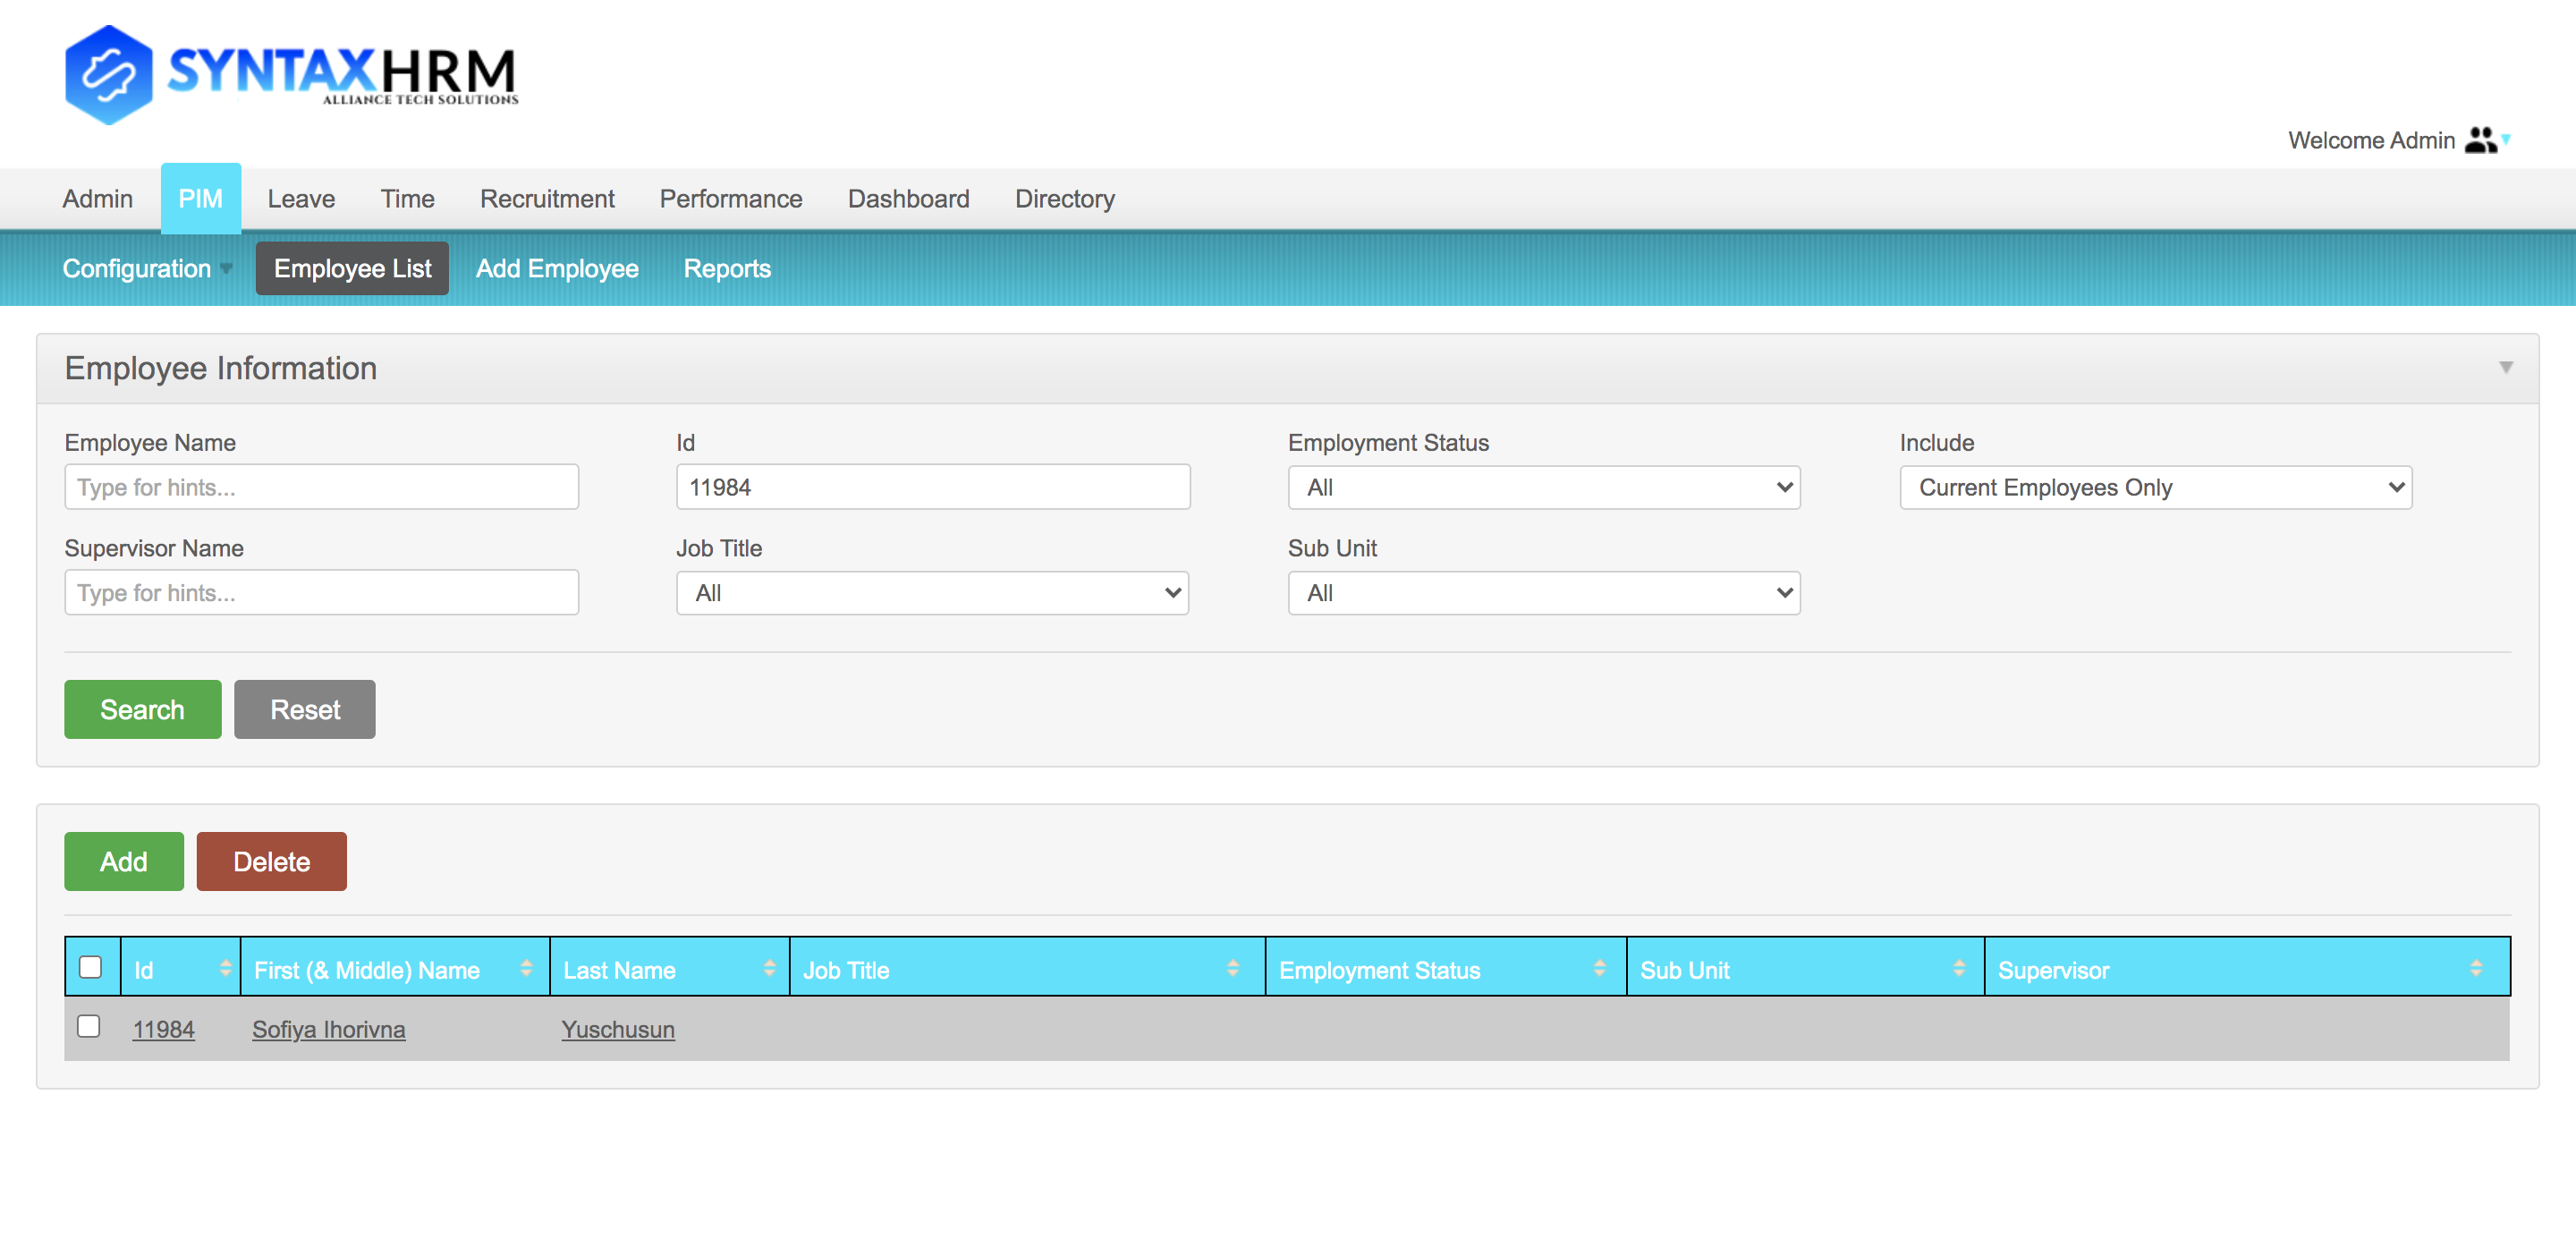 SYNTAXHRM
ALLIANCE TECH SOLUTIONS
Welcome Admin
Admin PIM Leave Time Recruitment Performance Dashboard Directory
Configuration Employee List Add Employee Reports
Employee Information
Employee Name Id Employment Status Include
Type for hints... 11984 All Current Employees Only
Supervisor Name Job Title Sub Unit
Type for hints... All All
Search Reset
Add Delete
Id First (& Middle) Name Last Name Job Title Employment Status Sub Unit Supervisor
11984 Sofiya Ihorivna Yuschusun